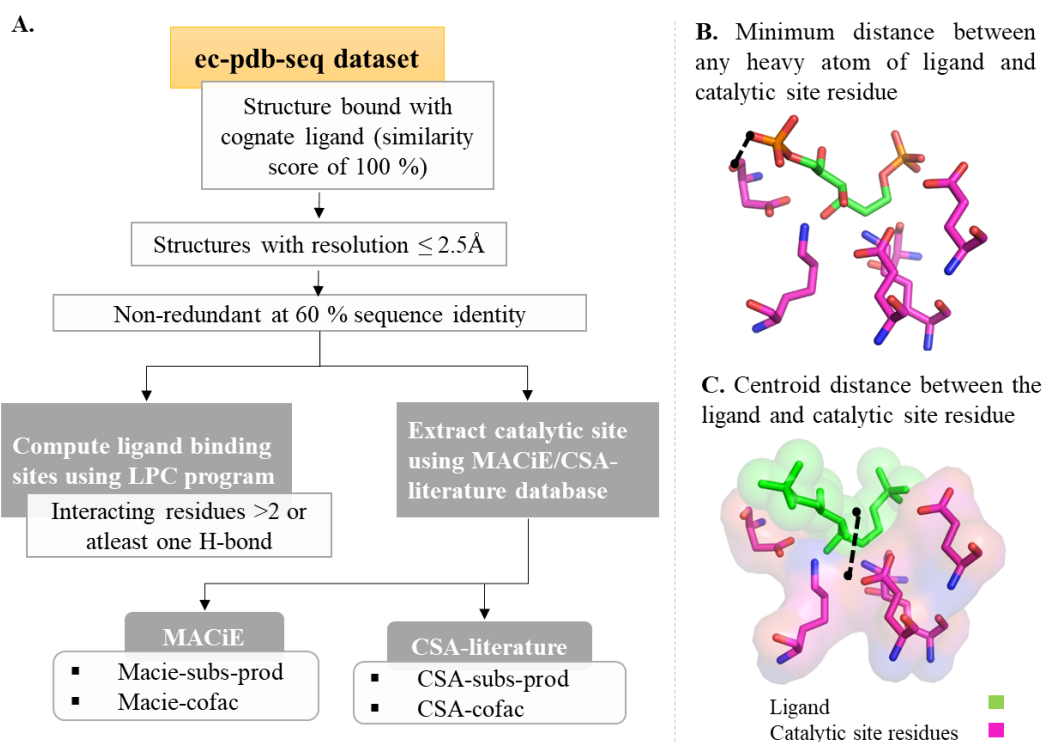 A.
ec-pdb-seq dataset
Structure bound with
cognate ligand (similarity
score of 100 %)
Structures with resolution ≤ 2.5Å
Non-redundant at 60 % sequence identity
Compute ligand binding
sites using LPC program
Interacting residues >2 or
atleast one H-bond
Extract catalytic site
using MACiE/CSA-
literature database
MACiE
▪ Macie-subs-prod
▪ Macie-cofac
CSA-literature
▪ CSA-subs-prod
▪ CSA-cofac
B. Minimum distance between
any heavy atom of ligand and
catalytic site residue
C. Centroid distance between the
ligand and catalytic site residue
Ligand
Catalytic site residues